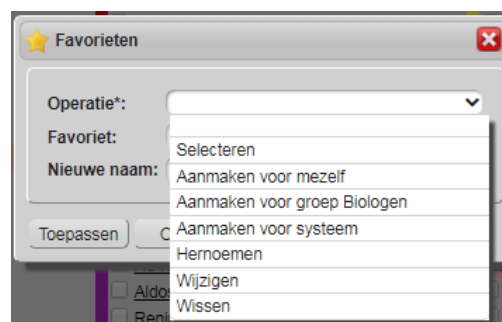 Favorieten
Operatie*:
Favoriet:
Nieuwe naam:
Selecteren
Aanmaken voor mezelf
Aanmaken voor groep Biologen
Aanmaken voor systeem
Hernoemen
Wijzigen
Wissen
Toepassen